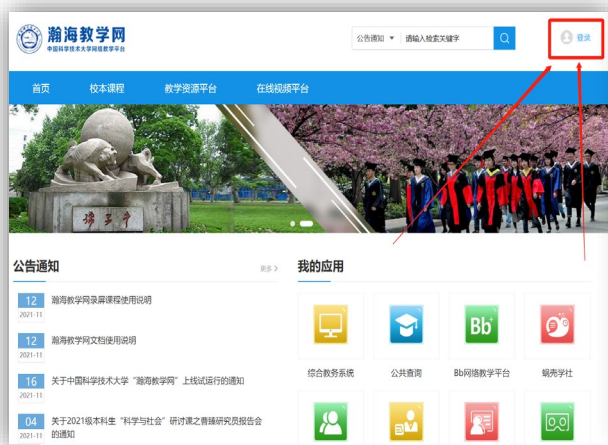 瀚海教学网
中国科学技术大学网络教学平台
公告通知 请输入检索关键字
登录
首页 校本课程 教学资源平台 在线视频平台
孺子牛
公告通知 更多 >
我的应用
12 2021-11 瀚海教学网录屏课程使用说明
12 2021-11 瀚海教学网文档使用说明
16 2021-11 关于中国科学技术大学“瀚海教学网”上线试运行的通知
04 2021-11 关于2021级本科生“科学与社会”研讨课之曹臻研究员报告会
的通知
综合教务系统 公共查询 Bb网络教学平台 蜗壳学社
Bb